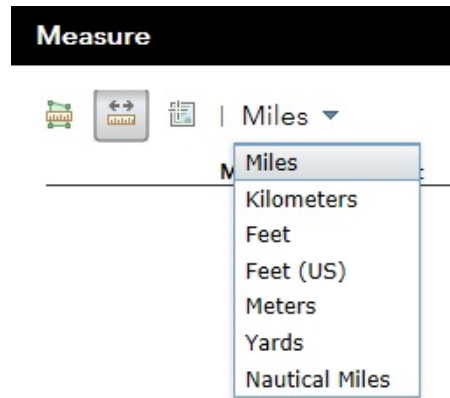 Measure
| Miles
Miles
Kilometers
Feet
Feet (US)
Meters
Yards
Nautical Miles